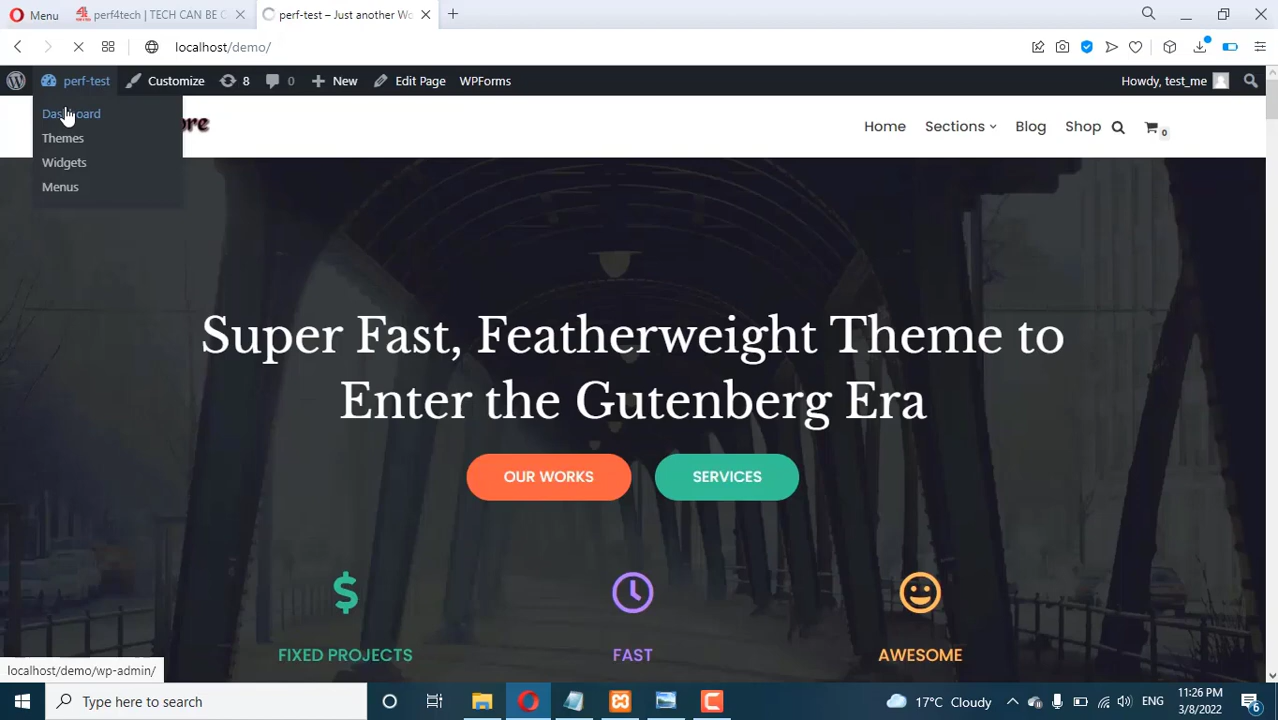 Menu
perf4tech | TECH CAN BE C
perf-test – Just another Wo
localhost/demo/
perf-test
Customize
8
0
New
Edit Page
WPForms
Howdy, test_me
Dashboard
Themes
Widgets
Menus
Home
Sections
Blog
Shop
0
Super Fast, Featherweight Theme to
Enter the Gutenberg Era
OUR WORKS
SERVICES
FIXED PROJECTS
FAST
AWESOME
localhost/demo/wp-admin/
Type here to search
17°C Cloudy
ENG
11:26 PM
3/8/2022
6